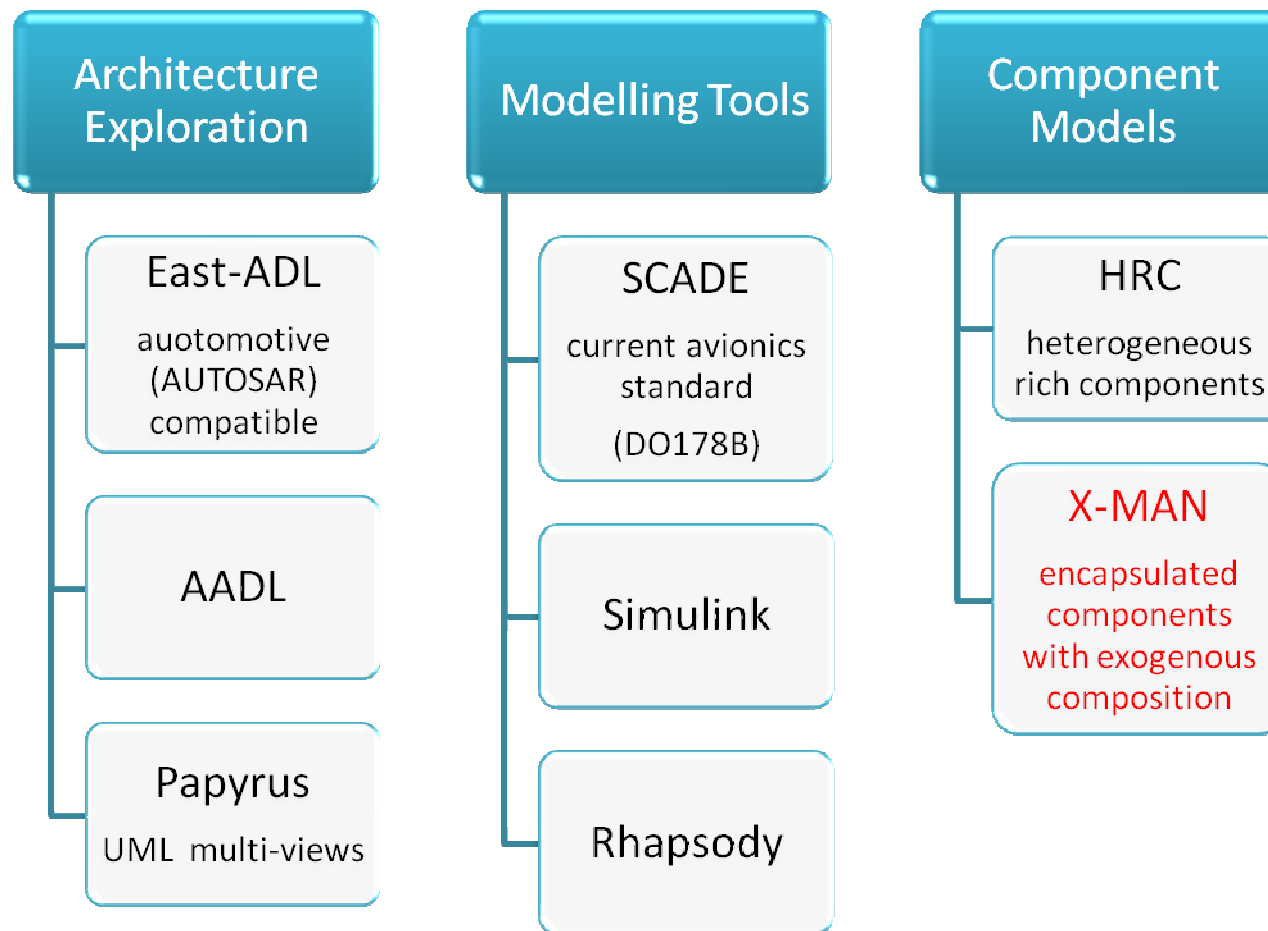 Architecture
Exploration
East-ADL
auotomotive
(AUTOSAR)
compatible
AADL
Papyrus
UML multi-views
Modelling Tools
SCADE
current avionics
standard
(DO178B)
Simulink
Rhapsody
Component
Models
HRC
heterogeneous
rich components
X-MAN
encapsulated
components
with exogenous
composition